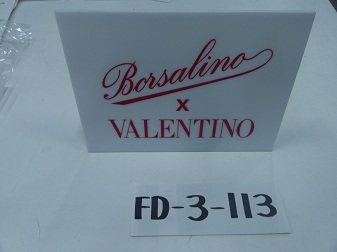 Borsalino
x
VALENTINO
FD-3-113